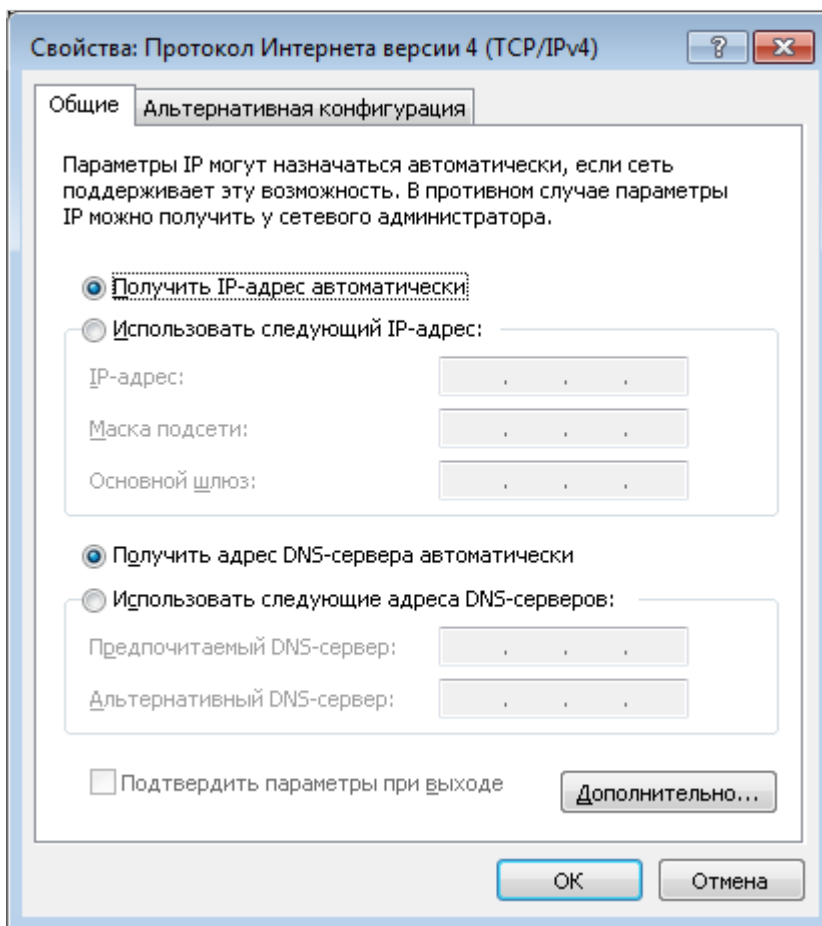 Свойства: Протокол Интернета версии 4 (TCP/IPv4)
Общие
Альтернативная конфигурация
Параметры IP могут назначаться автоматически, если сеть
поддерживает эту возможность. В противном случае параметры
IP можно получить у сетевого администратора.
Получить IP-адрес автоматически
Использовать следующий IP-адрес:
IP-адрес:
Маска подсети:
Основной шлюз:
Получить адрес DNS-сервера автоматически
Использовать следующие адреса DNS-серверов:
Предпочитаемый DNS-сервер:
Альтернативный DNS-сервер:
Подтвердить параметры при выходе
Дополнительно...
ОК
Отмена